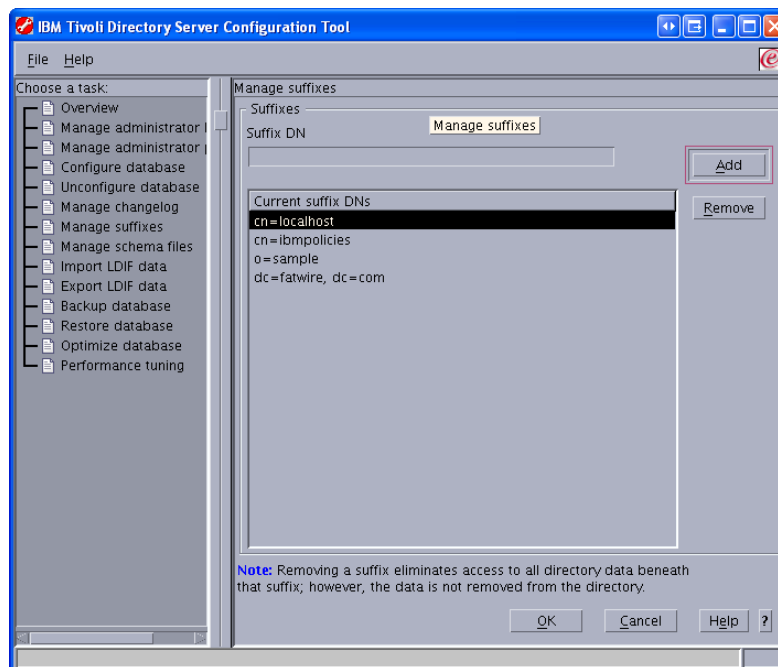 IBM Tivoli Directory Server Configuration Tool
File Help
Choose a task:
Overview
Manage administrator
Manage administrator
Configure database
Unconfigure database
Manage changelog
Manage suffixes
Manage schema files
Import LDIF data
Export LDIF data
Backup database
Restore database
Optimize database
Performance tuning
Manage suffixes
Suffixes
Manage suffixes
Suffix DN
Add
Remove
Current suffix DNs
cn=localhost
cn=ibmpolicies
o=sample
dc=fatwire, dc=com
Note: Removing a suffix eliminates access to all directory data beneath
that suffix; however, the data is not removed from the directory.
OK Cancel Help ?